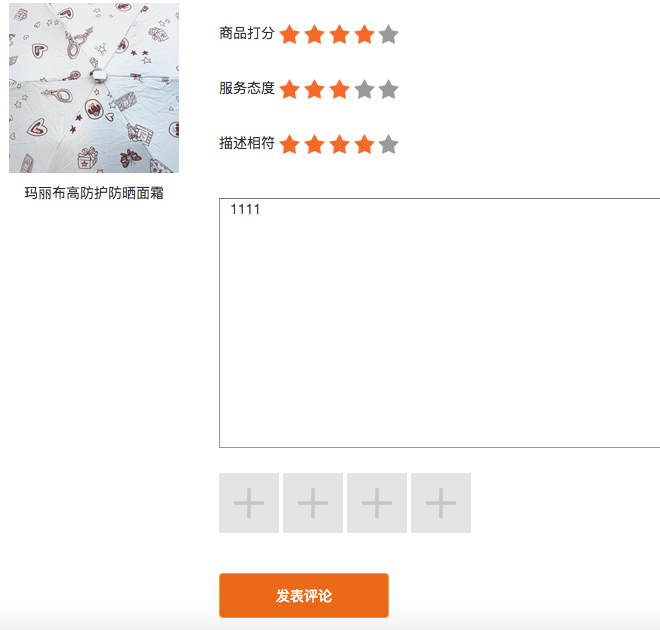 商品打分
服务态度
描述相符
玛丽布高防护防晒面霜
1111
发表评论